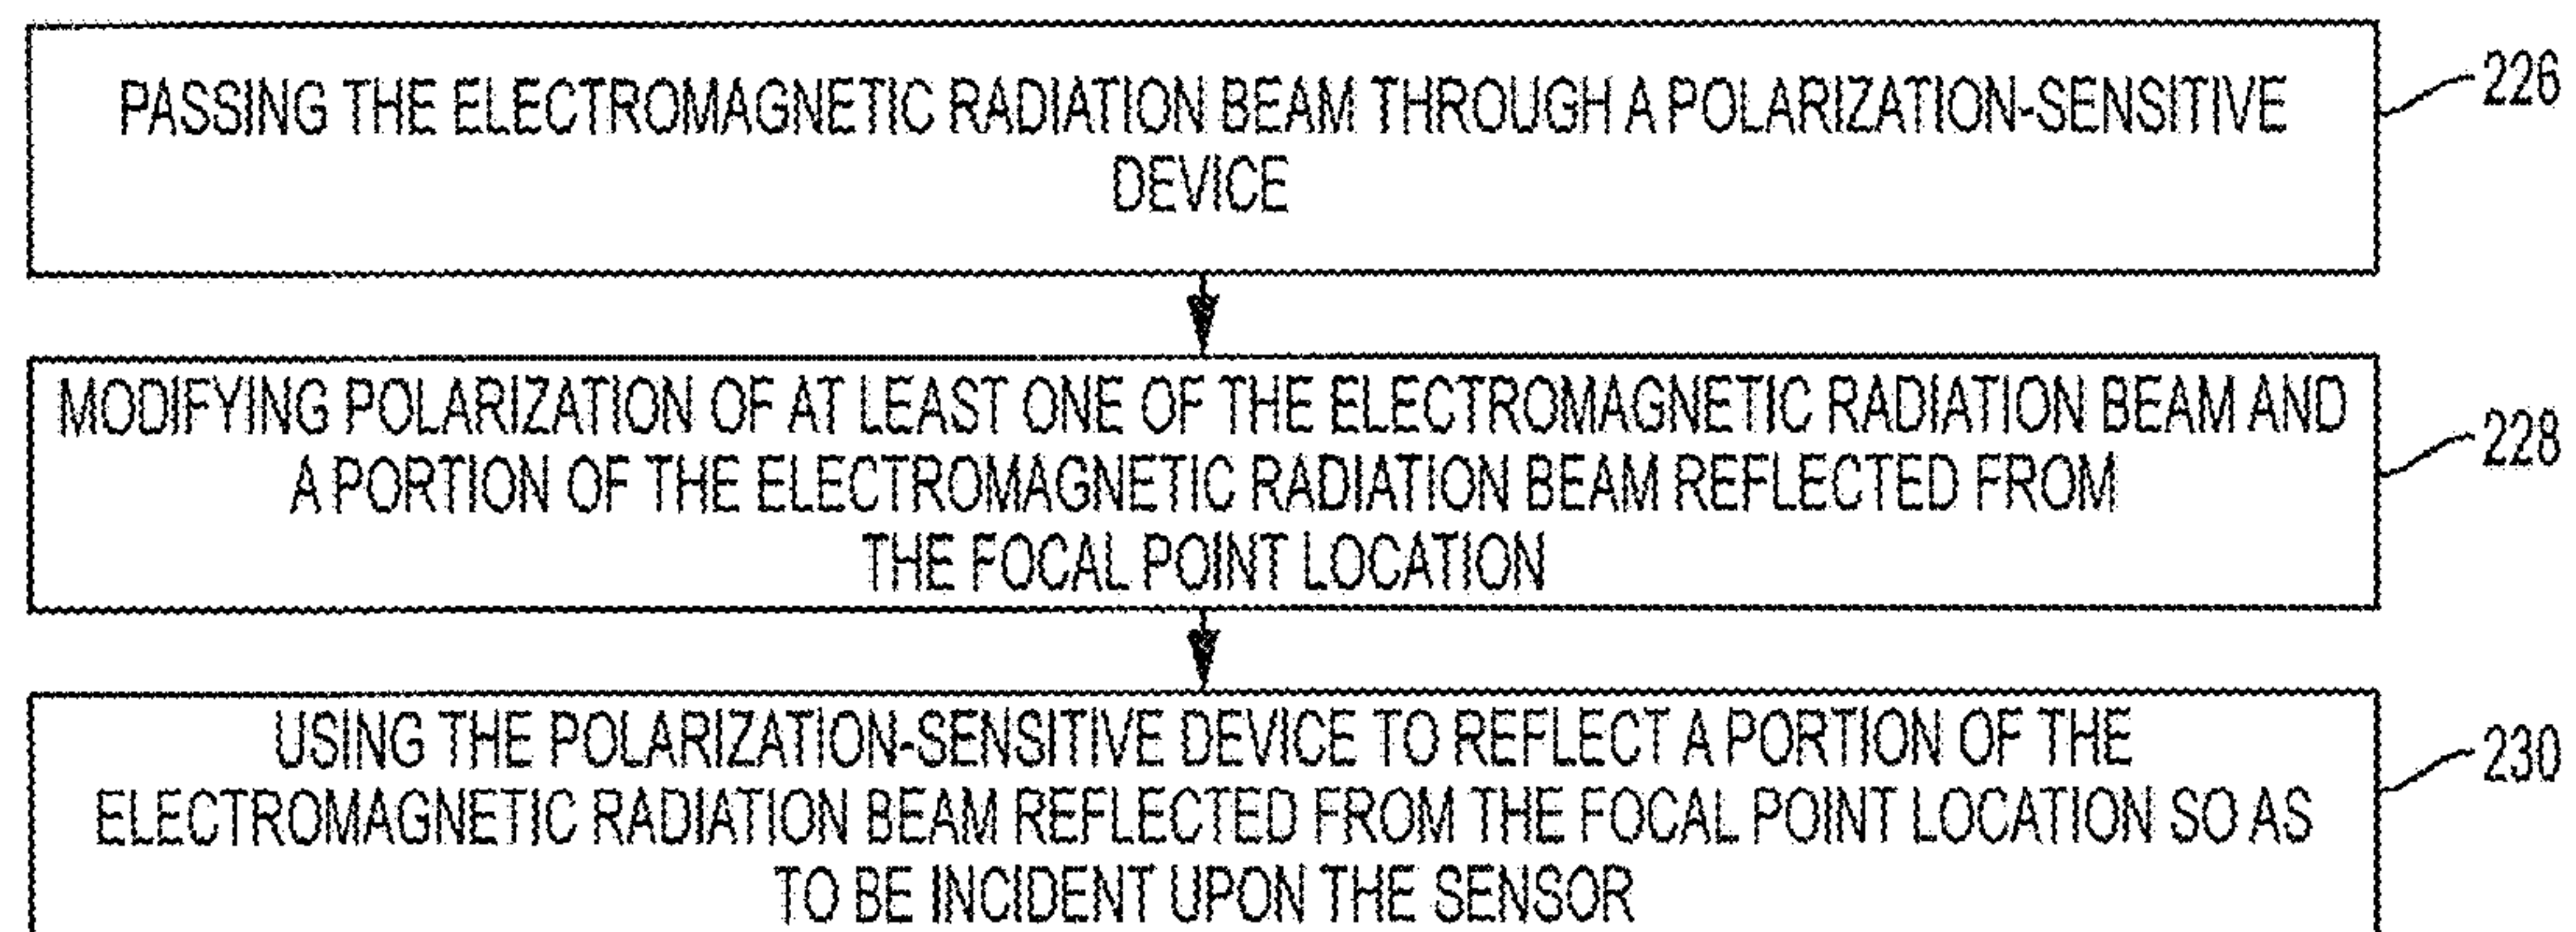 PASSING THE ELECTROMAGNETIC RADIATION BEAM THROUGH A POLARIZATION-SENSITIVE
DEVICE
226
MODIFYING POLARIZATION OF AT LEAST ONE OF THE ELECTROMAGNETIC RADIATION BEAM AND
A PORTION OF THE ELECTROMAGNETIC RADIATION BEAM REFLECTED FROM
THE FOCAL POINT LOCATION
228
USING THE POLARIZATION-SENSITIVE DEVICE TO REFLECT A PORTION OF THE
ELECTROMAGNETIC RADIATION BEAM REFLECTED FROM THE FOCAL POINT LOCATION SO AS
TO BE INCIDENT UPON THE SENSOR
230